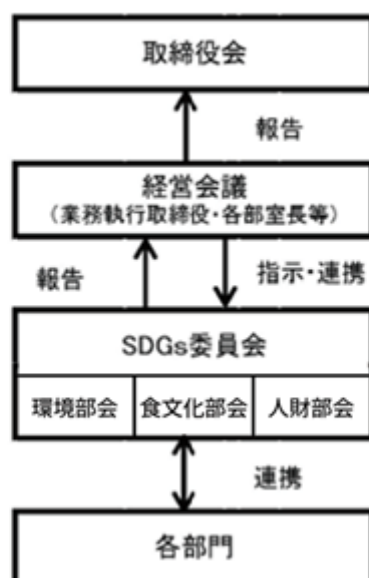 取締役会
報告
経営会議
（業務執行取締役・各部室長等）
報告
指示・連携
SDGs委員会
環境部会
食文化部会
人財部会
連携
各部門